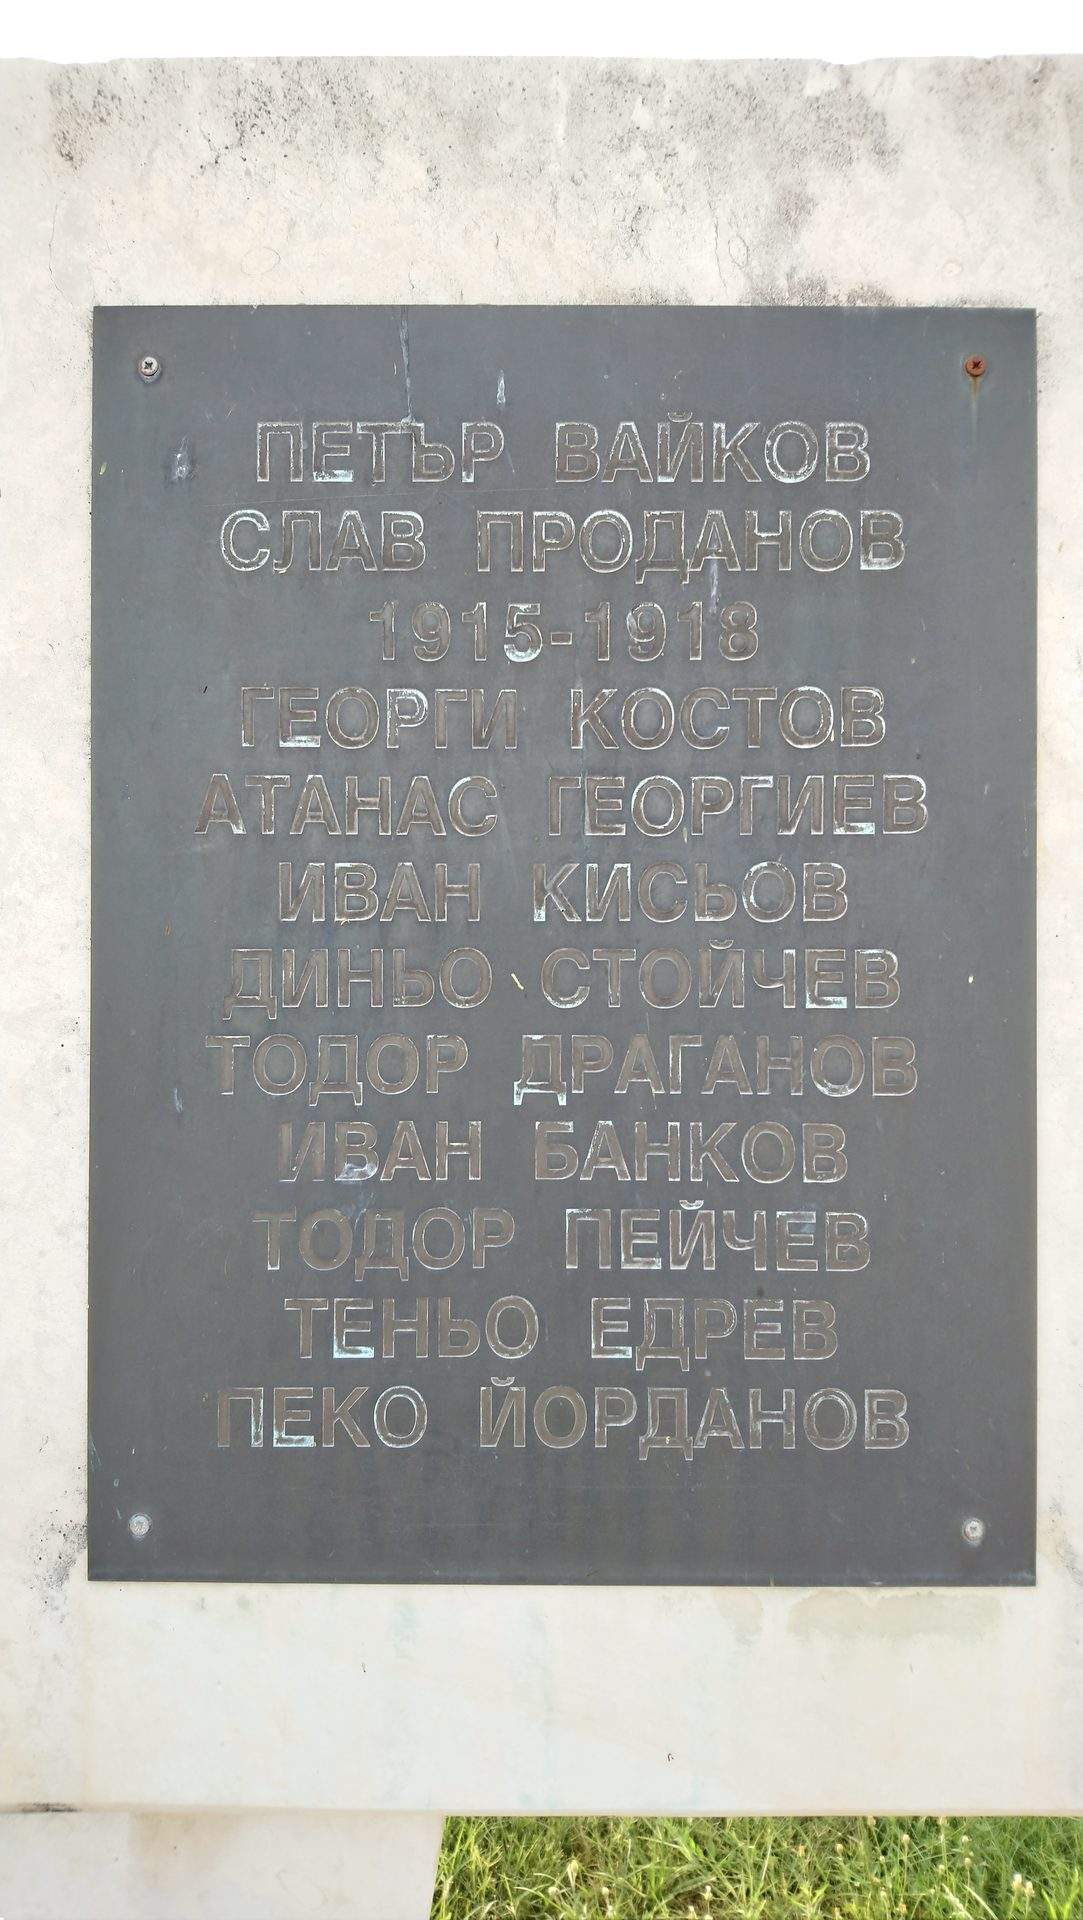 ПЕТЪР ВАЙКОВ
СЛАВ ПРОДАНОВ
1915-1918
ГЕОРГИ КОСТОВ
АТАНАС ГЕОРГИЕВ
ИВАН КИСЬОВ
ДИНЬО СТОЙЧЕВ
ТОДОР ДРАГАНОВ
ИВАН БАНКОВ
ТОДОР ПЕЙЧЕВ
ТЕНЬО ЕДРЕВ
ПЕКО ЙОРДАНОВ